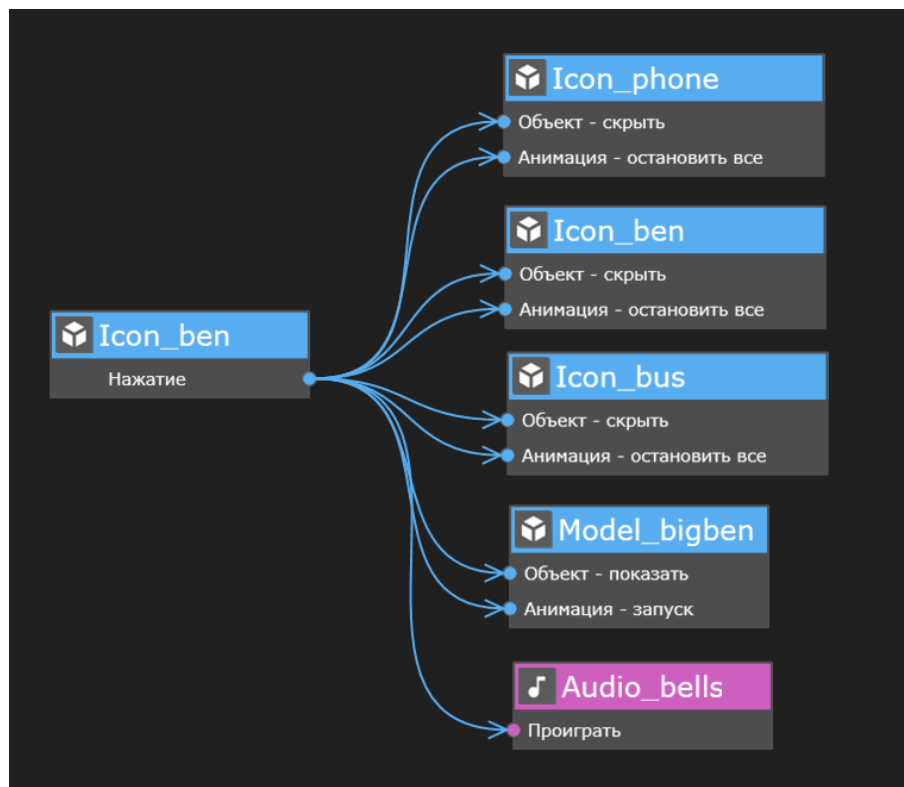 Icon_phone
Объект - скрыть
Анимация - остановить все
Icon_ben
Объект - скрыть
Анимация - остановить все
Icon_ben
Нажатие
Icon_bus
Объект - скрыть
Анимация - остановить все
Model_bigben
Объект - показать
Анимация - запуск
Audio_bells
Проиграть